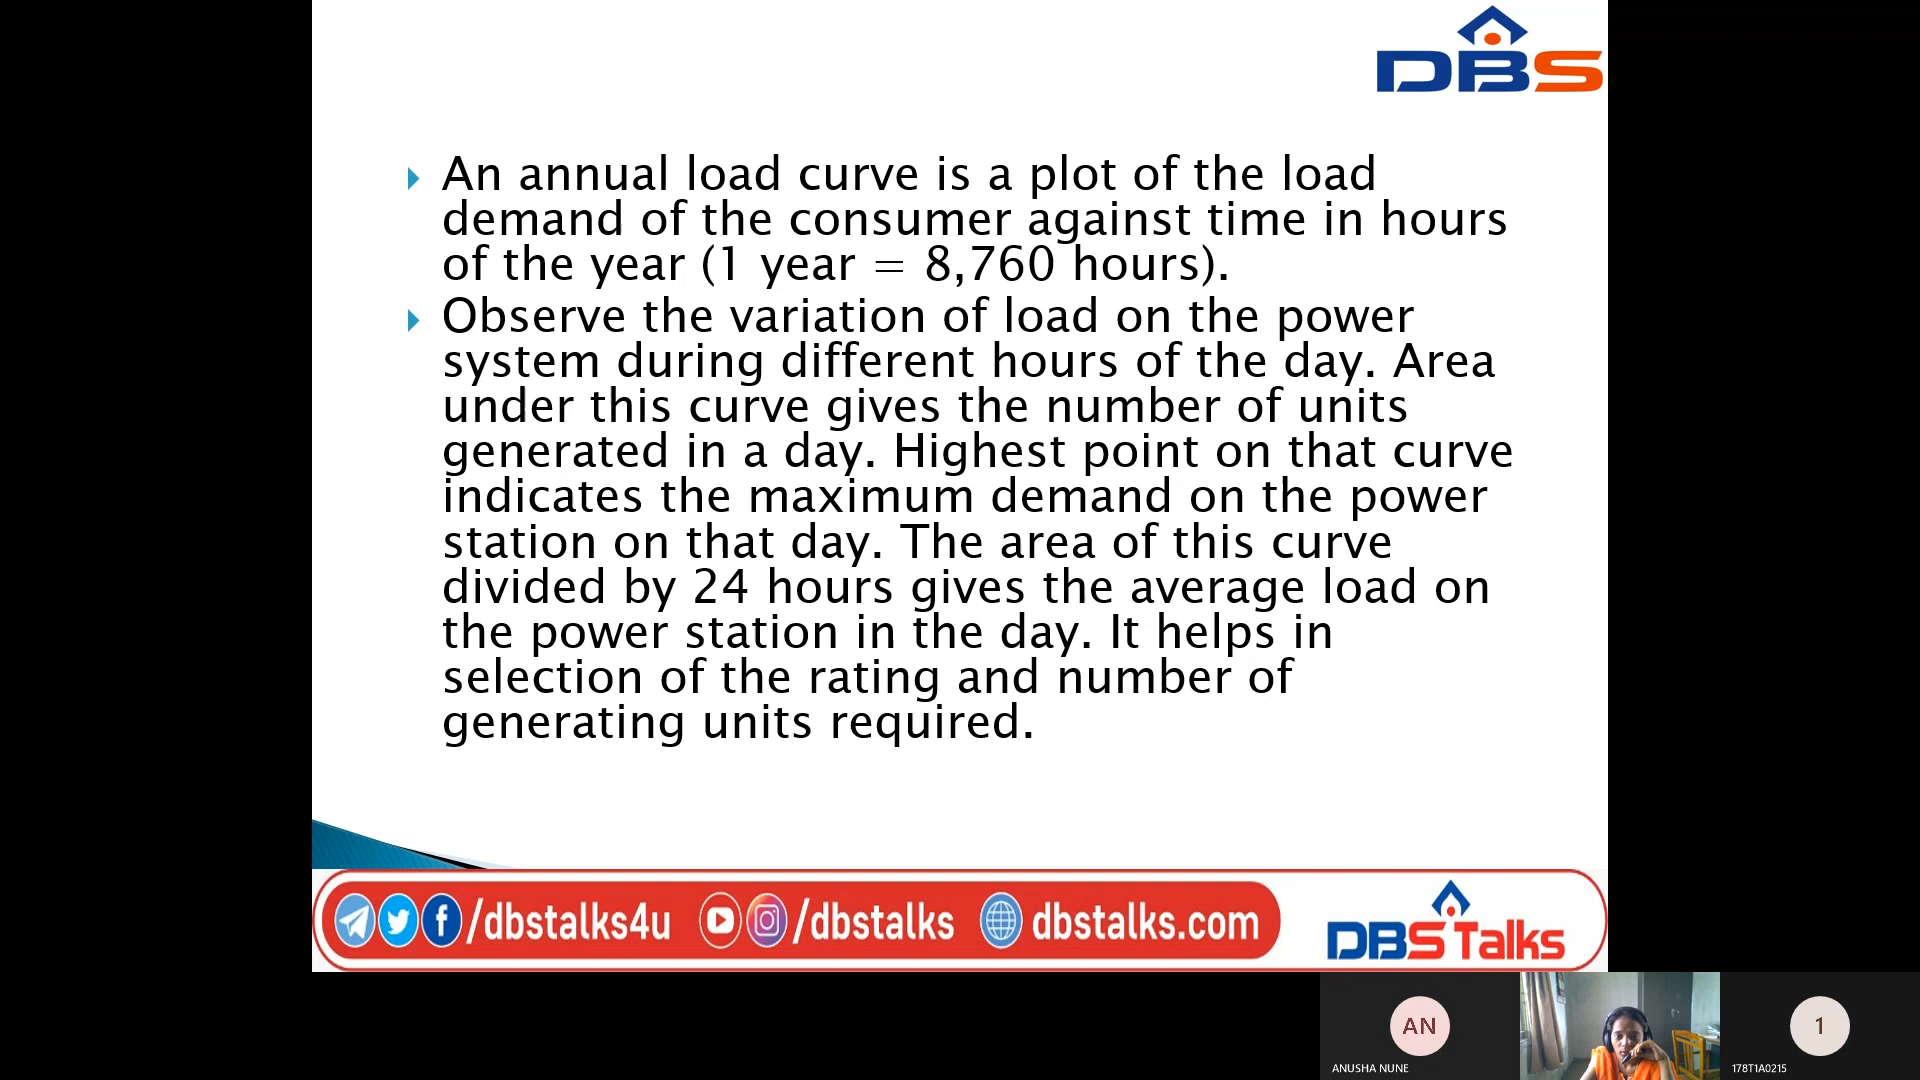 DBS
An annual load curve is a plot of the load
demand of the consumer against time in hours
of the year (1 year = 8,760 hours).
Observe the variation of load on the power
system during different hours of the day. Area
under this curve gives the number of units
generated in a day. Highest point on that curve
indicates the maximum demand on the power
station on that day. The area of this curve
divided by 24 hours gives the average load on
the power station in the day. It helps in
selection of the rating and number of
generating units required.
/dbstalks4u /dbstalks dbstalks.com DBS Talks
AN 1
ANUSHA NUNE 178T1A0215